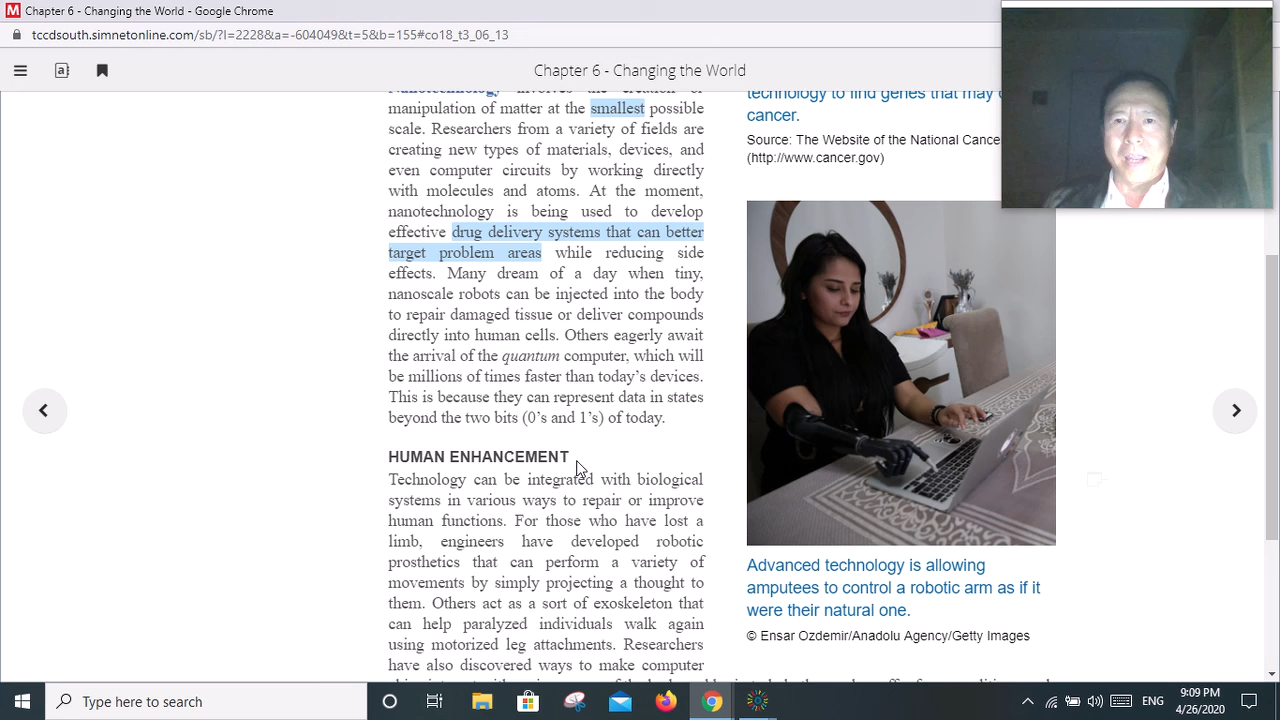 Chapter 6 - Changing the World - Google Chrome
tccdsouth.simnetonline.com/sb/?l=2228&a=-604049&t=5&b=155#co18_t3_06_13
Chapter 6 - Changing the World
Nanotechnology involves the creation or
manipulation of matter at the smallest possible
scale. Researchers from a variety of fields are
creating new types of materials, devices, and
even computer circuits by working directly
with molecules and atoms. At the moment,
nanotechnology is being used to develop
effective drug delivery systems that can better
target problem areas while reducing side
effects. Many dream of a day when tiny,
nanoscale robots can be injected into the body
to repair damaged tissue or deliver compounds
directly into human cells. Others eagerly await
the arrival of the quantum computer, which will
be millions of times faster than today's devices.
This is because they can represent data in states
beyond the two bits (0's and 1's) of today.
HUMAN ENHANCEMENT
Technology can be integrated with biological
systems in various ways to repair or improve
human functions. For those who have lost a
limb, engineers have developed robotic
prosthetics that can perform a variety of
movements by simply projecting a thought to
them. Others act as a sort of exoskeleton that
can help paralyzed individuals walk again
using motorized leg attachments. Researchers
have also discovered ways to make computer
technology to find genes that may
cancer.
Source: The Website of the National Cance
(http://www.cancer.gov)
Advanced technology is allowing
amputees to control a robotic arm as if it
were their natural one.
© Ensar Ozdemir/Anadolu Agency/Getty Images
Type here to search
ENG
9:09 PM
4/26/2020